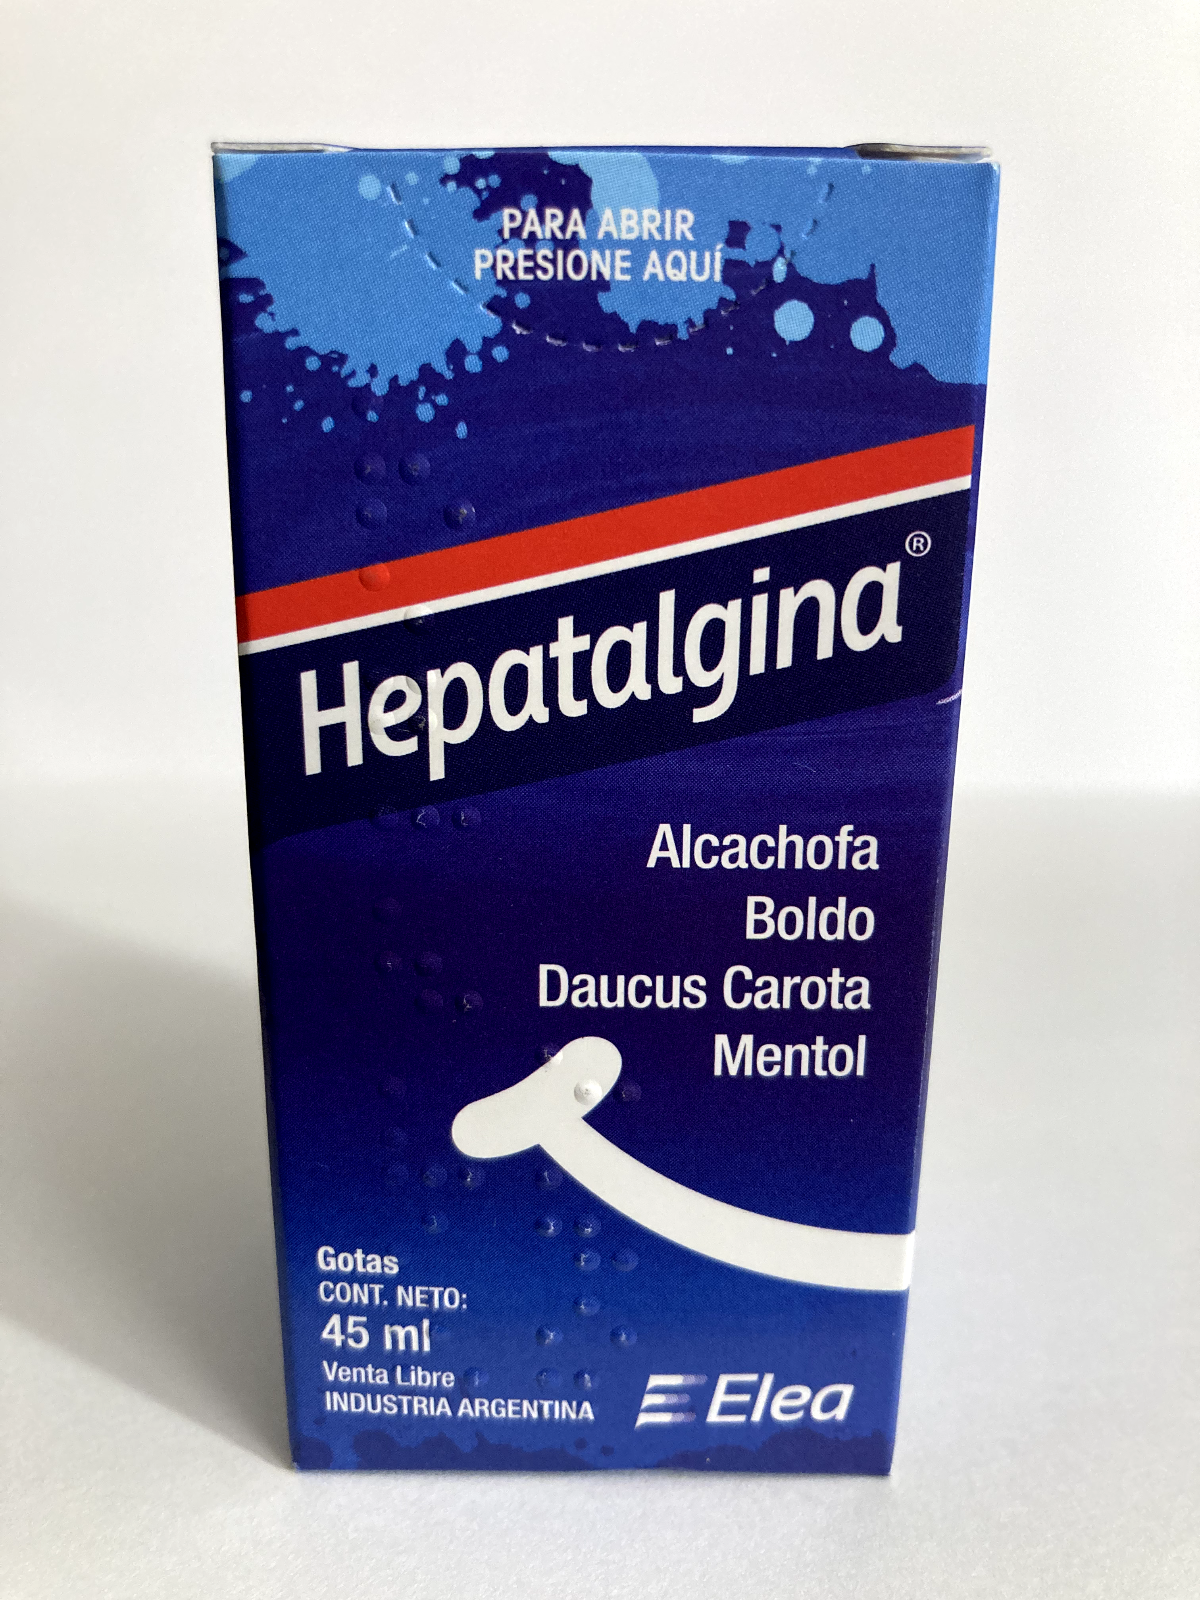 PARA ABRIR
PRESIONE AQUÍ
Hepatalgina®
Alcachofa
Boldo
Daucus Carota
Mentol
Gotas
CONT. NETO:
45 ml
Venta Libre
INDUSTRIA ARGENTINA
Elea